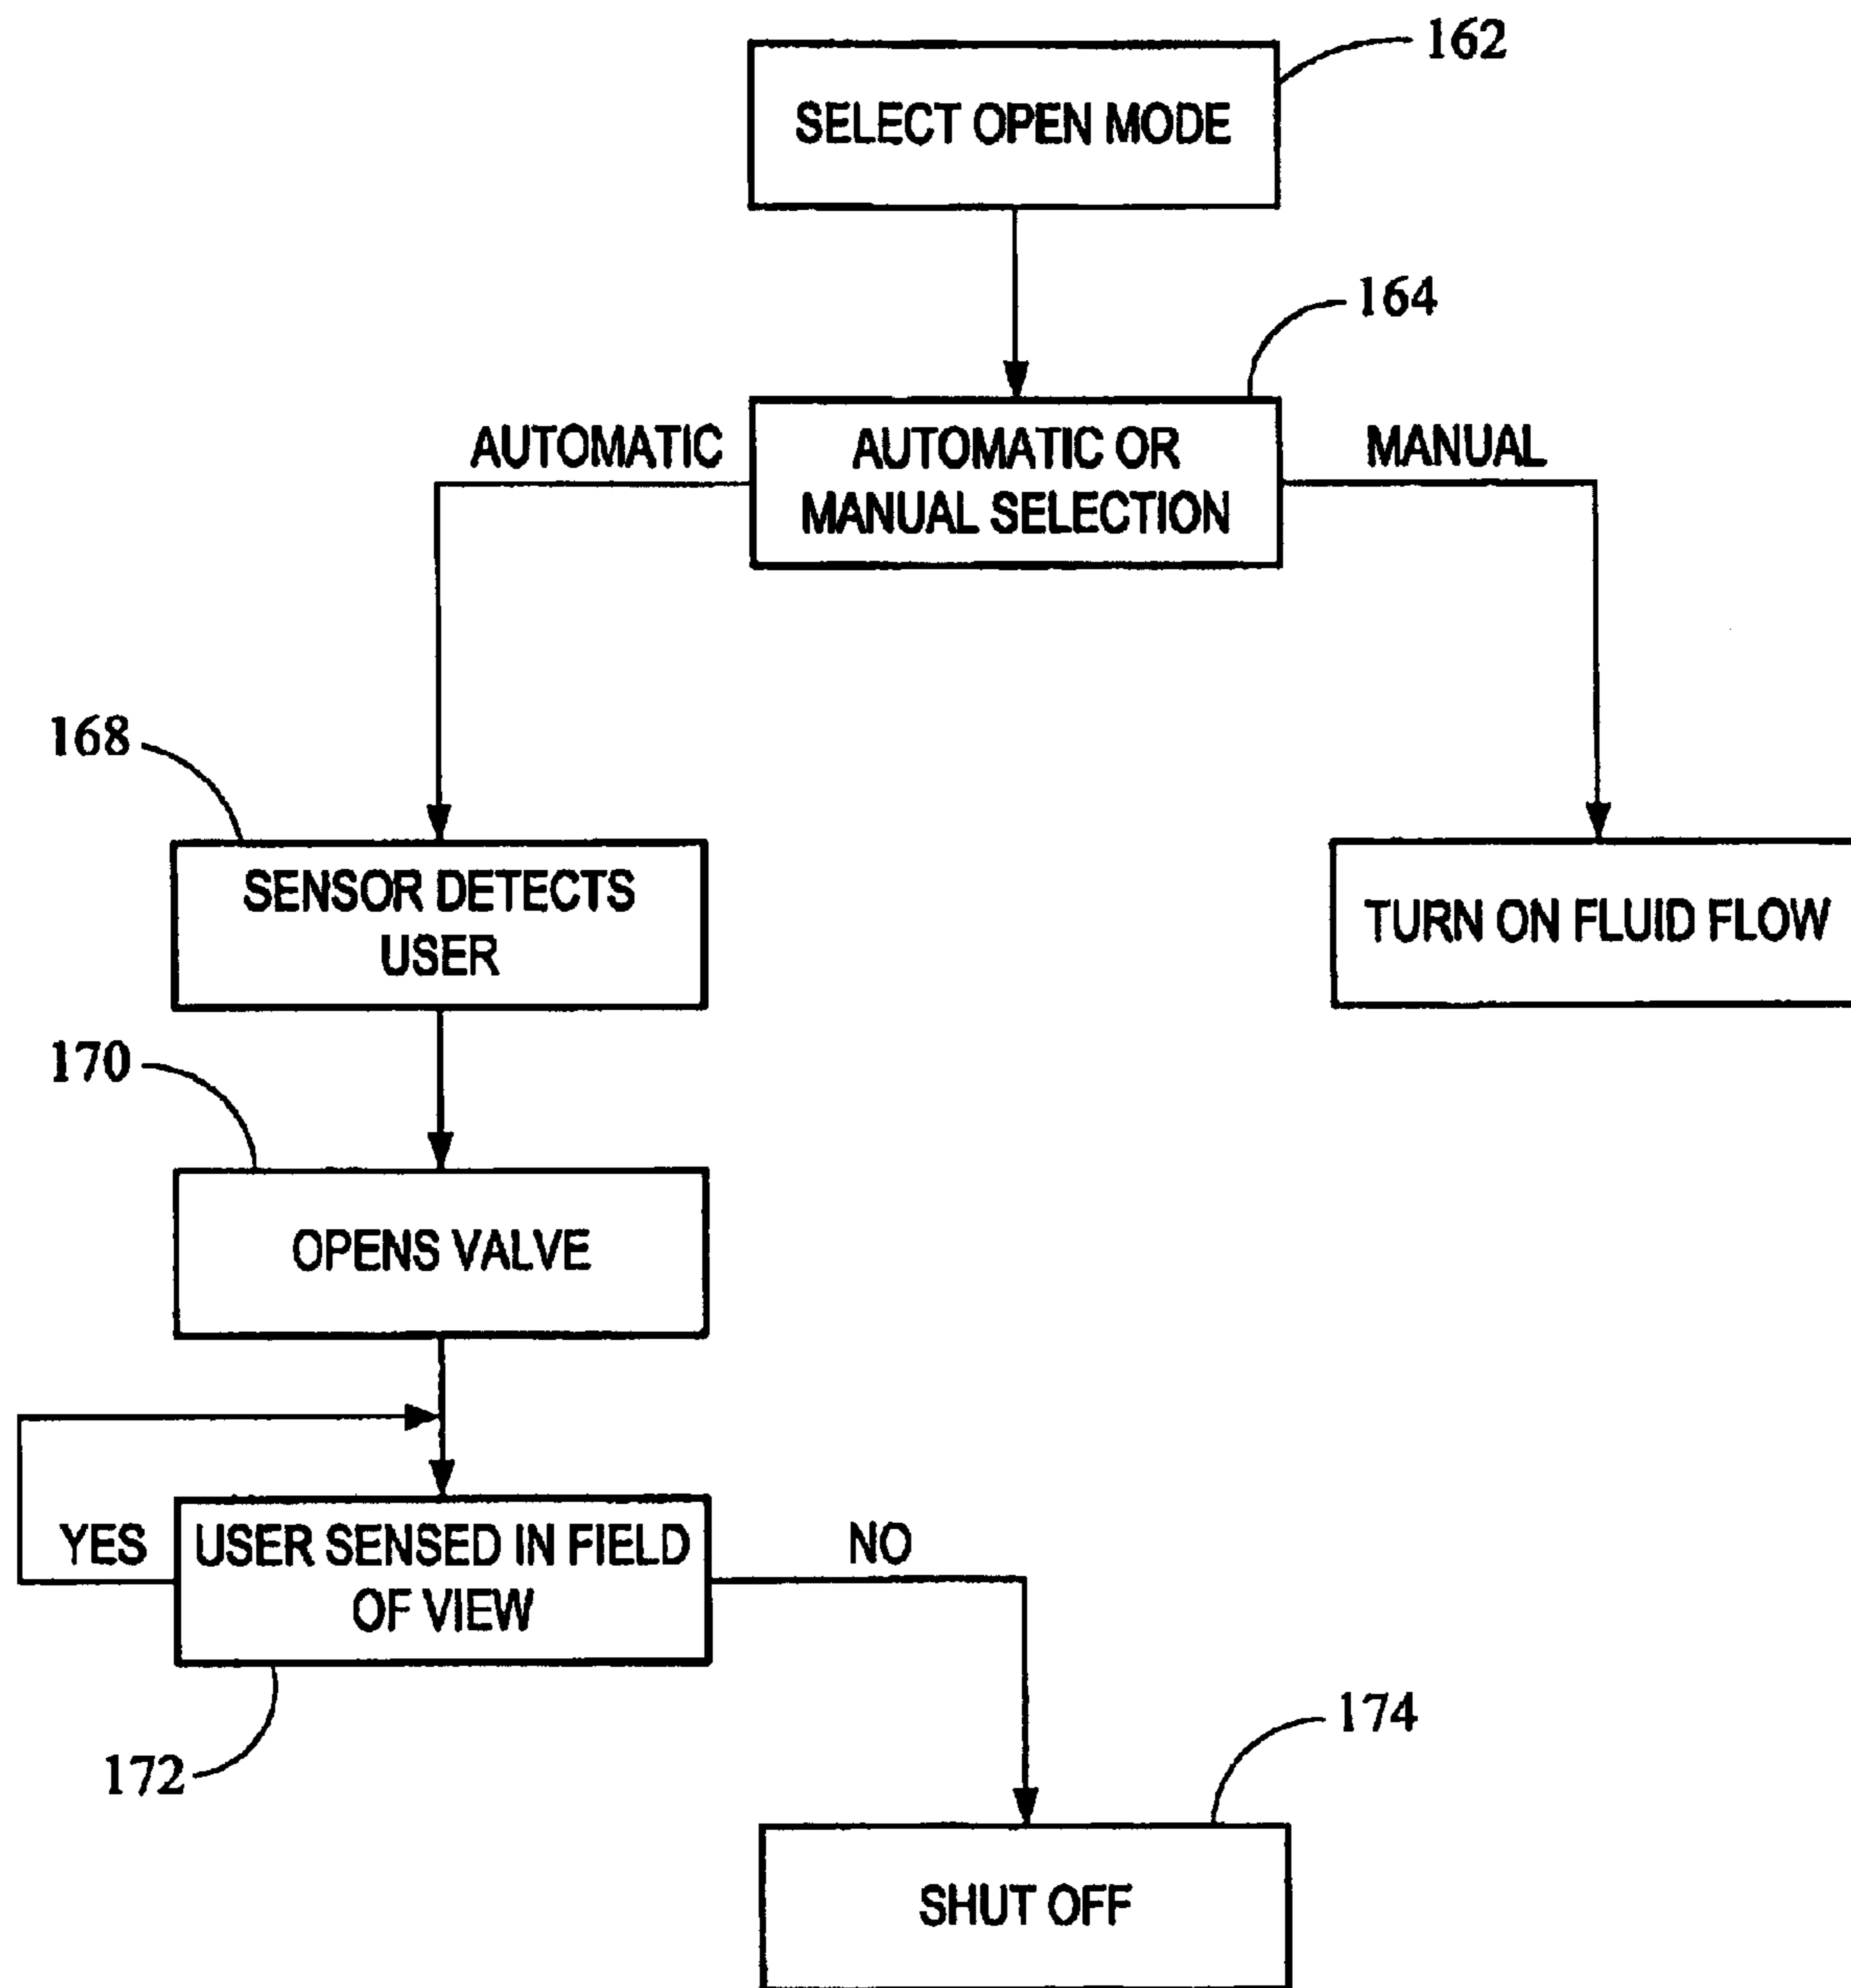 162
SELECT OPEN MODE
164
AUTOMATIC
AUTOMATIC OR
MANUAL SELECTION
MANUAL
168
SENSOR DETECTS
USER
TURN ON FLUID FLOW
170
OPENS VALVE
YES
USER SENSED IN FIELD
OF VIEW
NO
172
174
SHUT OFF